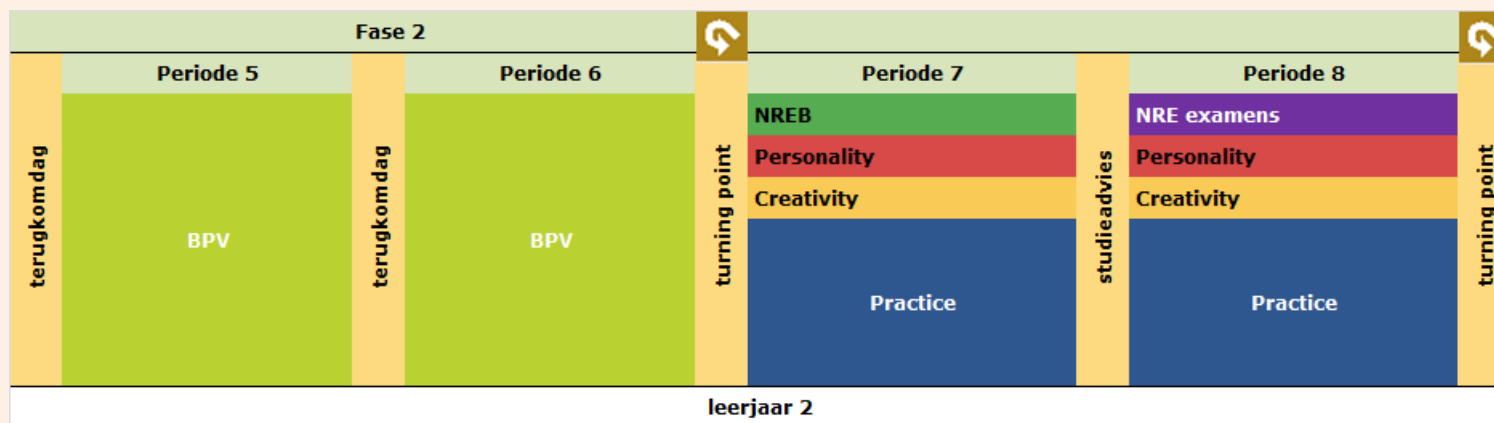 Fase 2
terugkomdag
Periode 5
BPV
terugkomdag
Periode 6
BPV
turning point
Periode 7
NREB
Personality
Creativity
Practice
studieadvies
Periode 8
NRE examens
Personality
Creativity
Practice
turning point
leerjaar 2